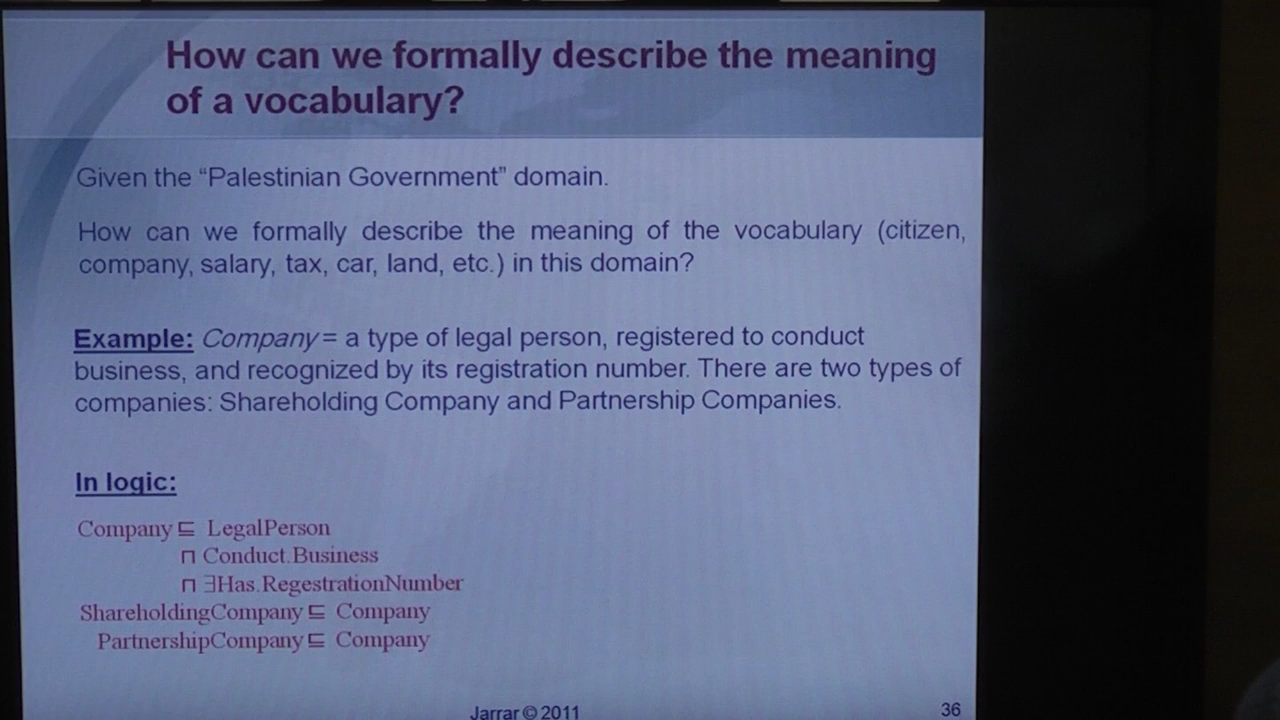 How can we formally describe the meaning
of a vocabulary?
Given the “Palestinian Government” domain.
How can we formally describe the meaning of the vocabulary (citizen,
company, salary, tax, car, land, etc.) in this domain?
Example: Company = a type of legal person, registered to conduct
business, and recognized by its registration number. There are two types of
companies: Shareholding Company and Partnership Companies.
In logic:
Company ⊑ LegalPerson
⊓ Conduct.Business
⊓ ∃Has.RegestrationNumber
ShareholdingCompany ⊑ Company
PartnershipCompany ⊑ Company
Jarrar © 2011
36